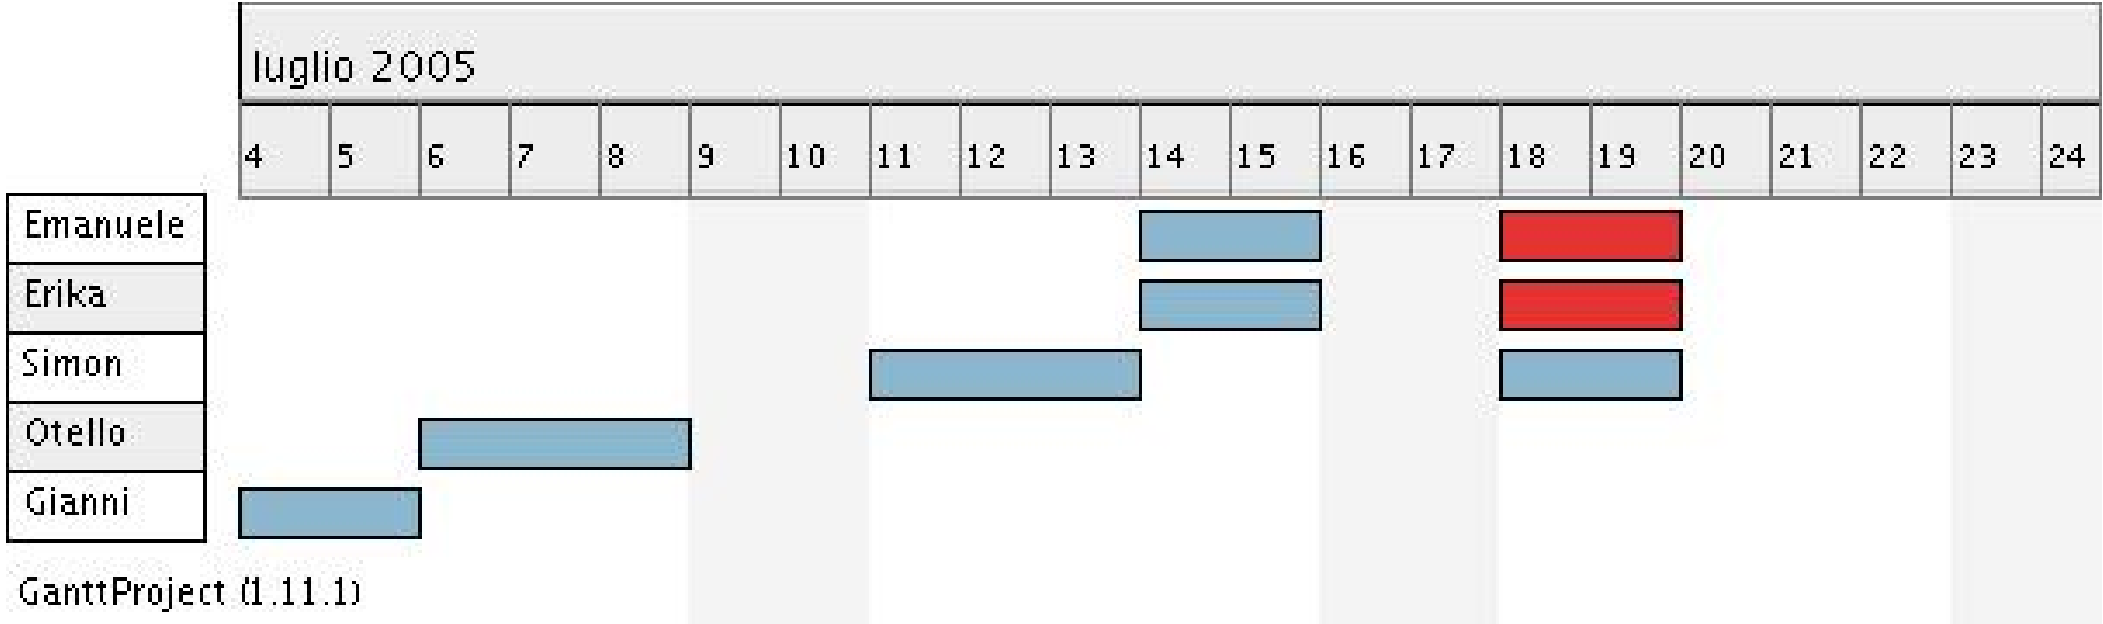 luglio 2005
4 5 6 7 8 9 10 11 12 13 14 15 16 17 18 19 20 21 22 23 24
Emanuele
Erika
Simon
Otello
Gianni
GanttProject (1.11.1)